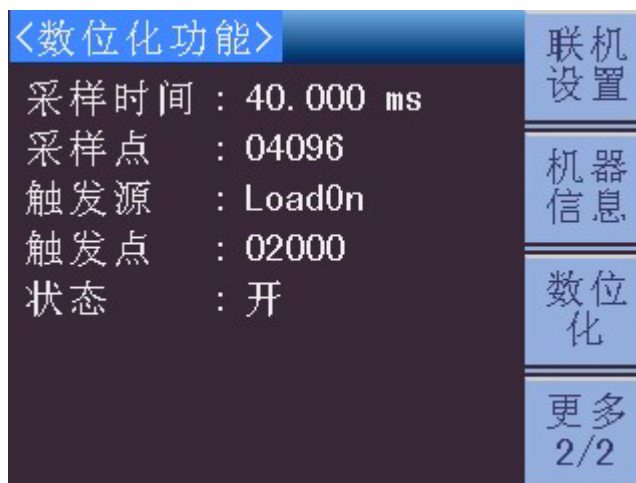 <数位化功能>
采样时间 : 40.000 ms
采样点 : 04096
触发源 : LoadOn
触发点 : 02000
状态 : 开
联机
设置
机器
信息
数位
化
更多
2/2